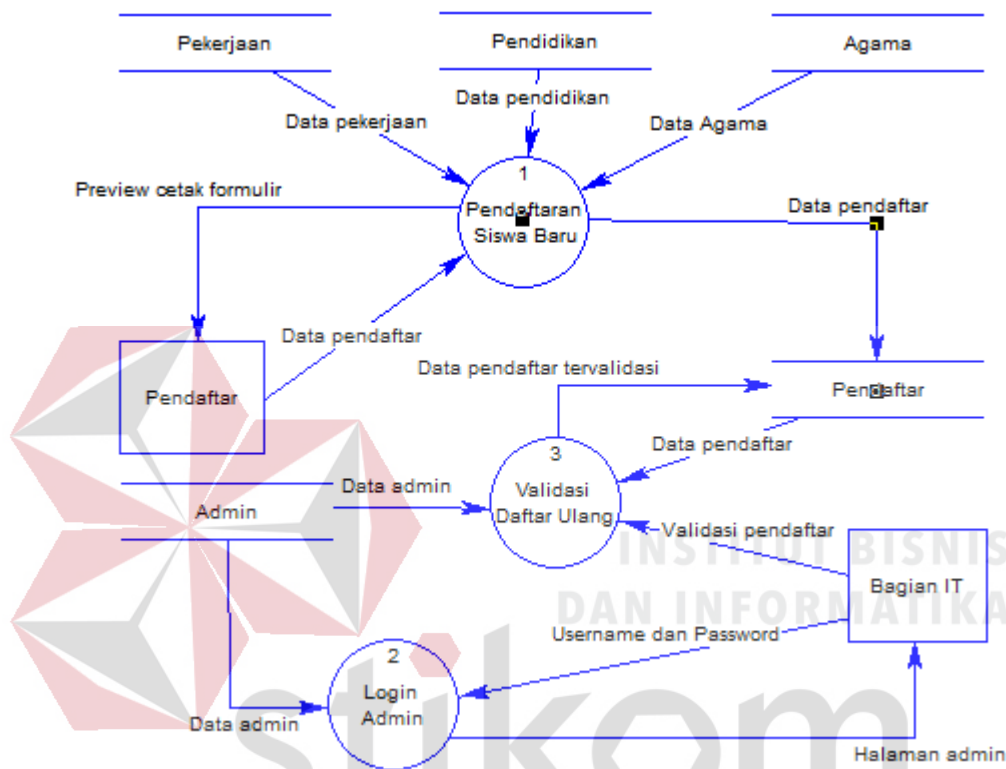 Pekerjaan
Pendidikan
Agama
Data pekerjaan
Data pendidikan
Data Agama
1
Pendaftaran
Siswa Baru
Preview cetak formulir
Data pendaftar
Data pendaftar
Pendaftar
Data pendaftar tervalidasi
Pendaftar
Data pendaftar
3
Validasi
Daftar Ulang
Data admin
Admin
Validasi pendaftar
INSTITUT BISNIS
DAN INFORMATIKA
Bagian IT
Username dan Password
2
Login
Admin
Data admin
Halaman admin
stikom